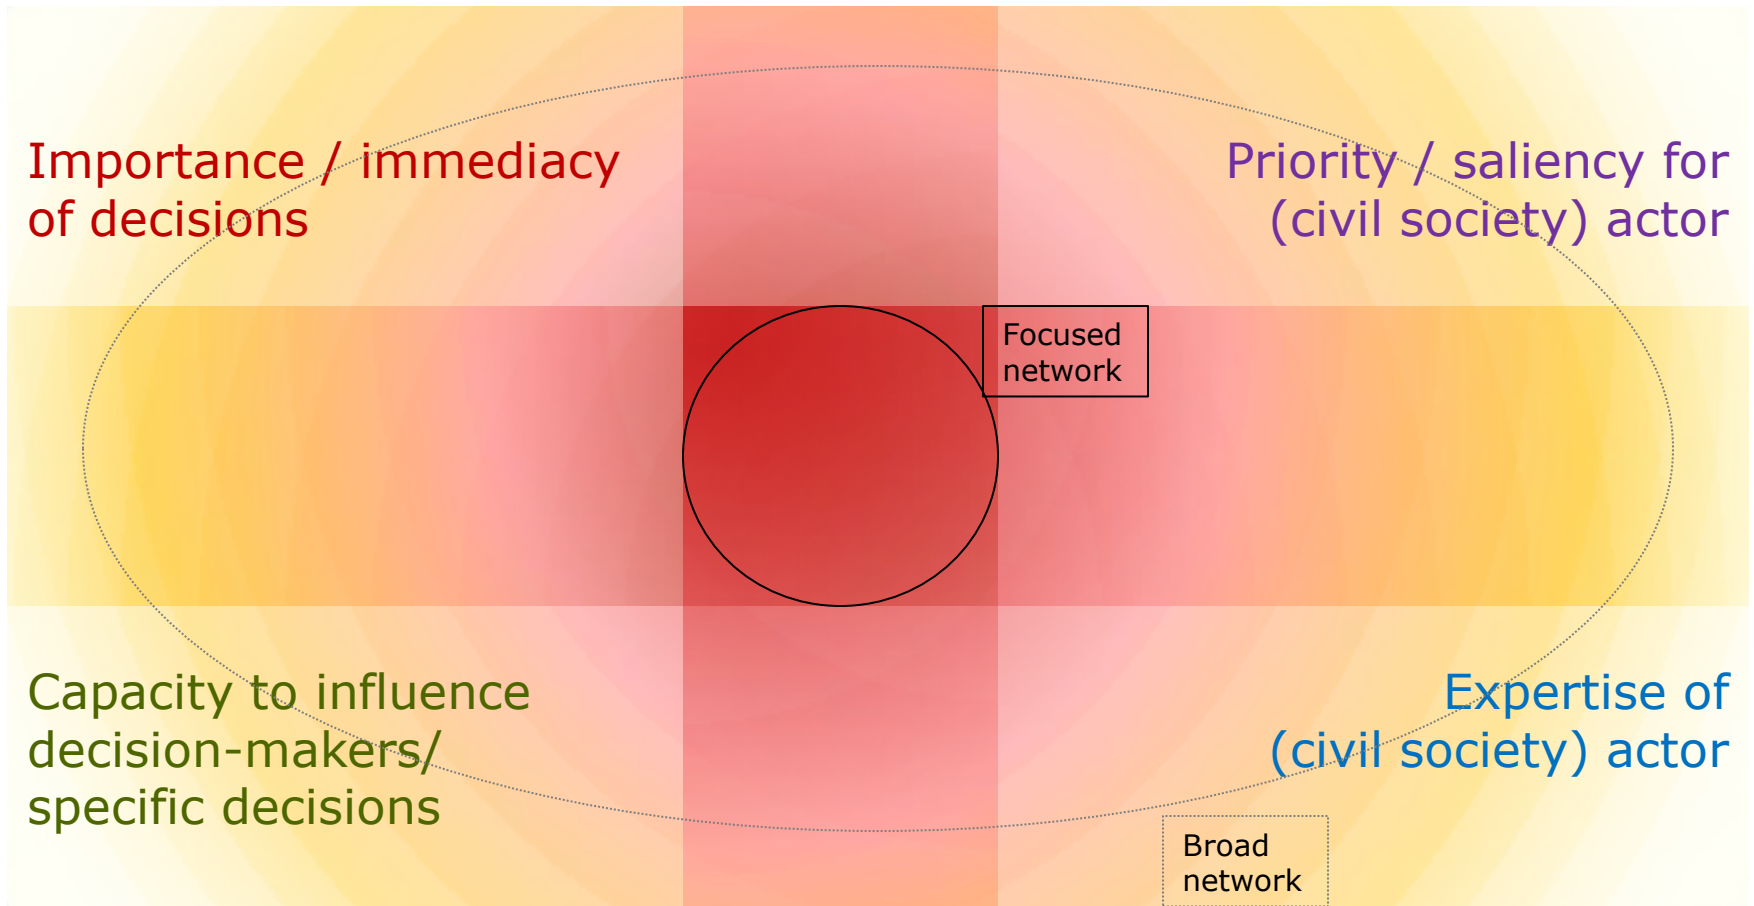 Importance / immediacy
of decisions
Priority / saliency for
(civil society) actor
Focused
network
Capacity to influence
decision-makers/
specific decisions
Expertise of
(civil society) actor
Broad
network